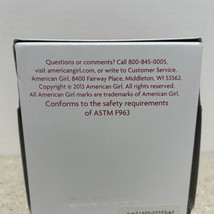 Questions or comments? Call 800-845-0005,
visit americangirl.com, or write to Customer Service,
American Girl, 8400 Fairway Place, Middleton, WI 53562.
Copyright © 2013 American Girl. All rights reserved.
All American Girl marks are trademarks of American Girl.
Conforms to the safety requirements
of ASTM F963